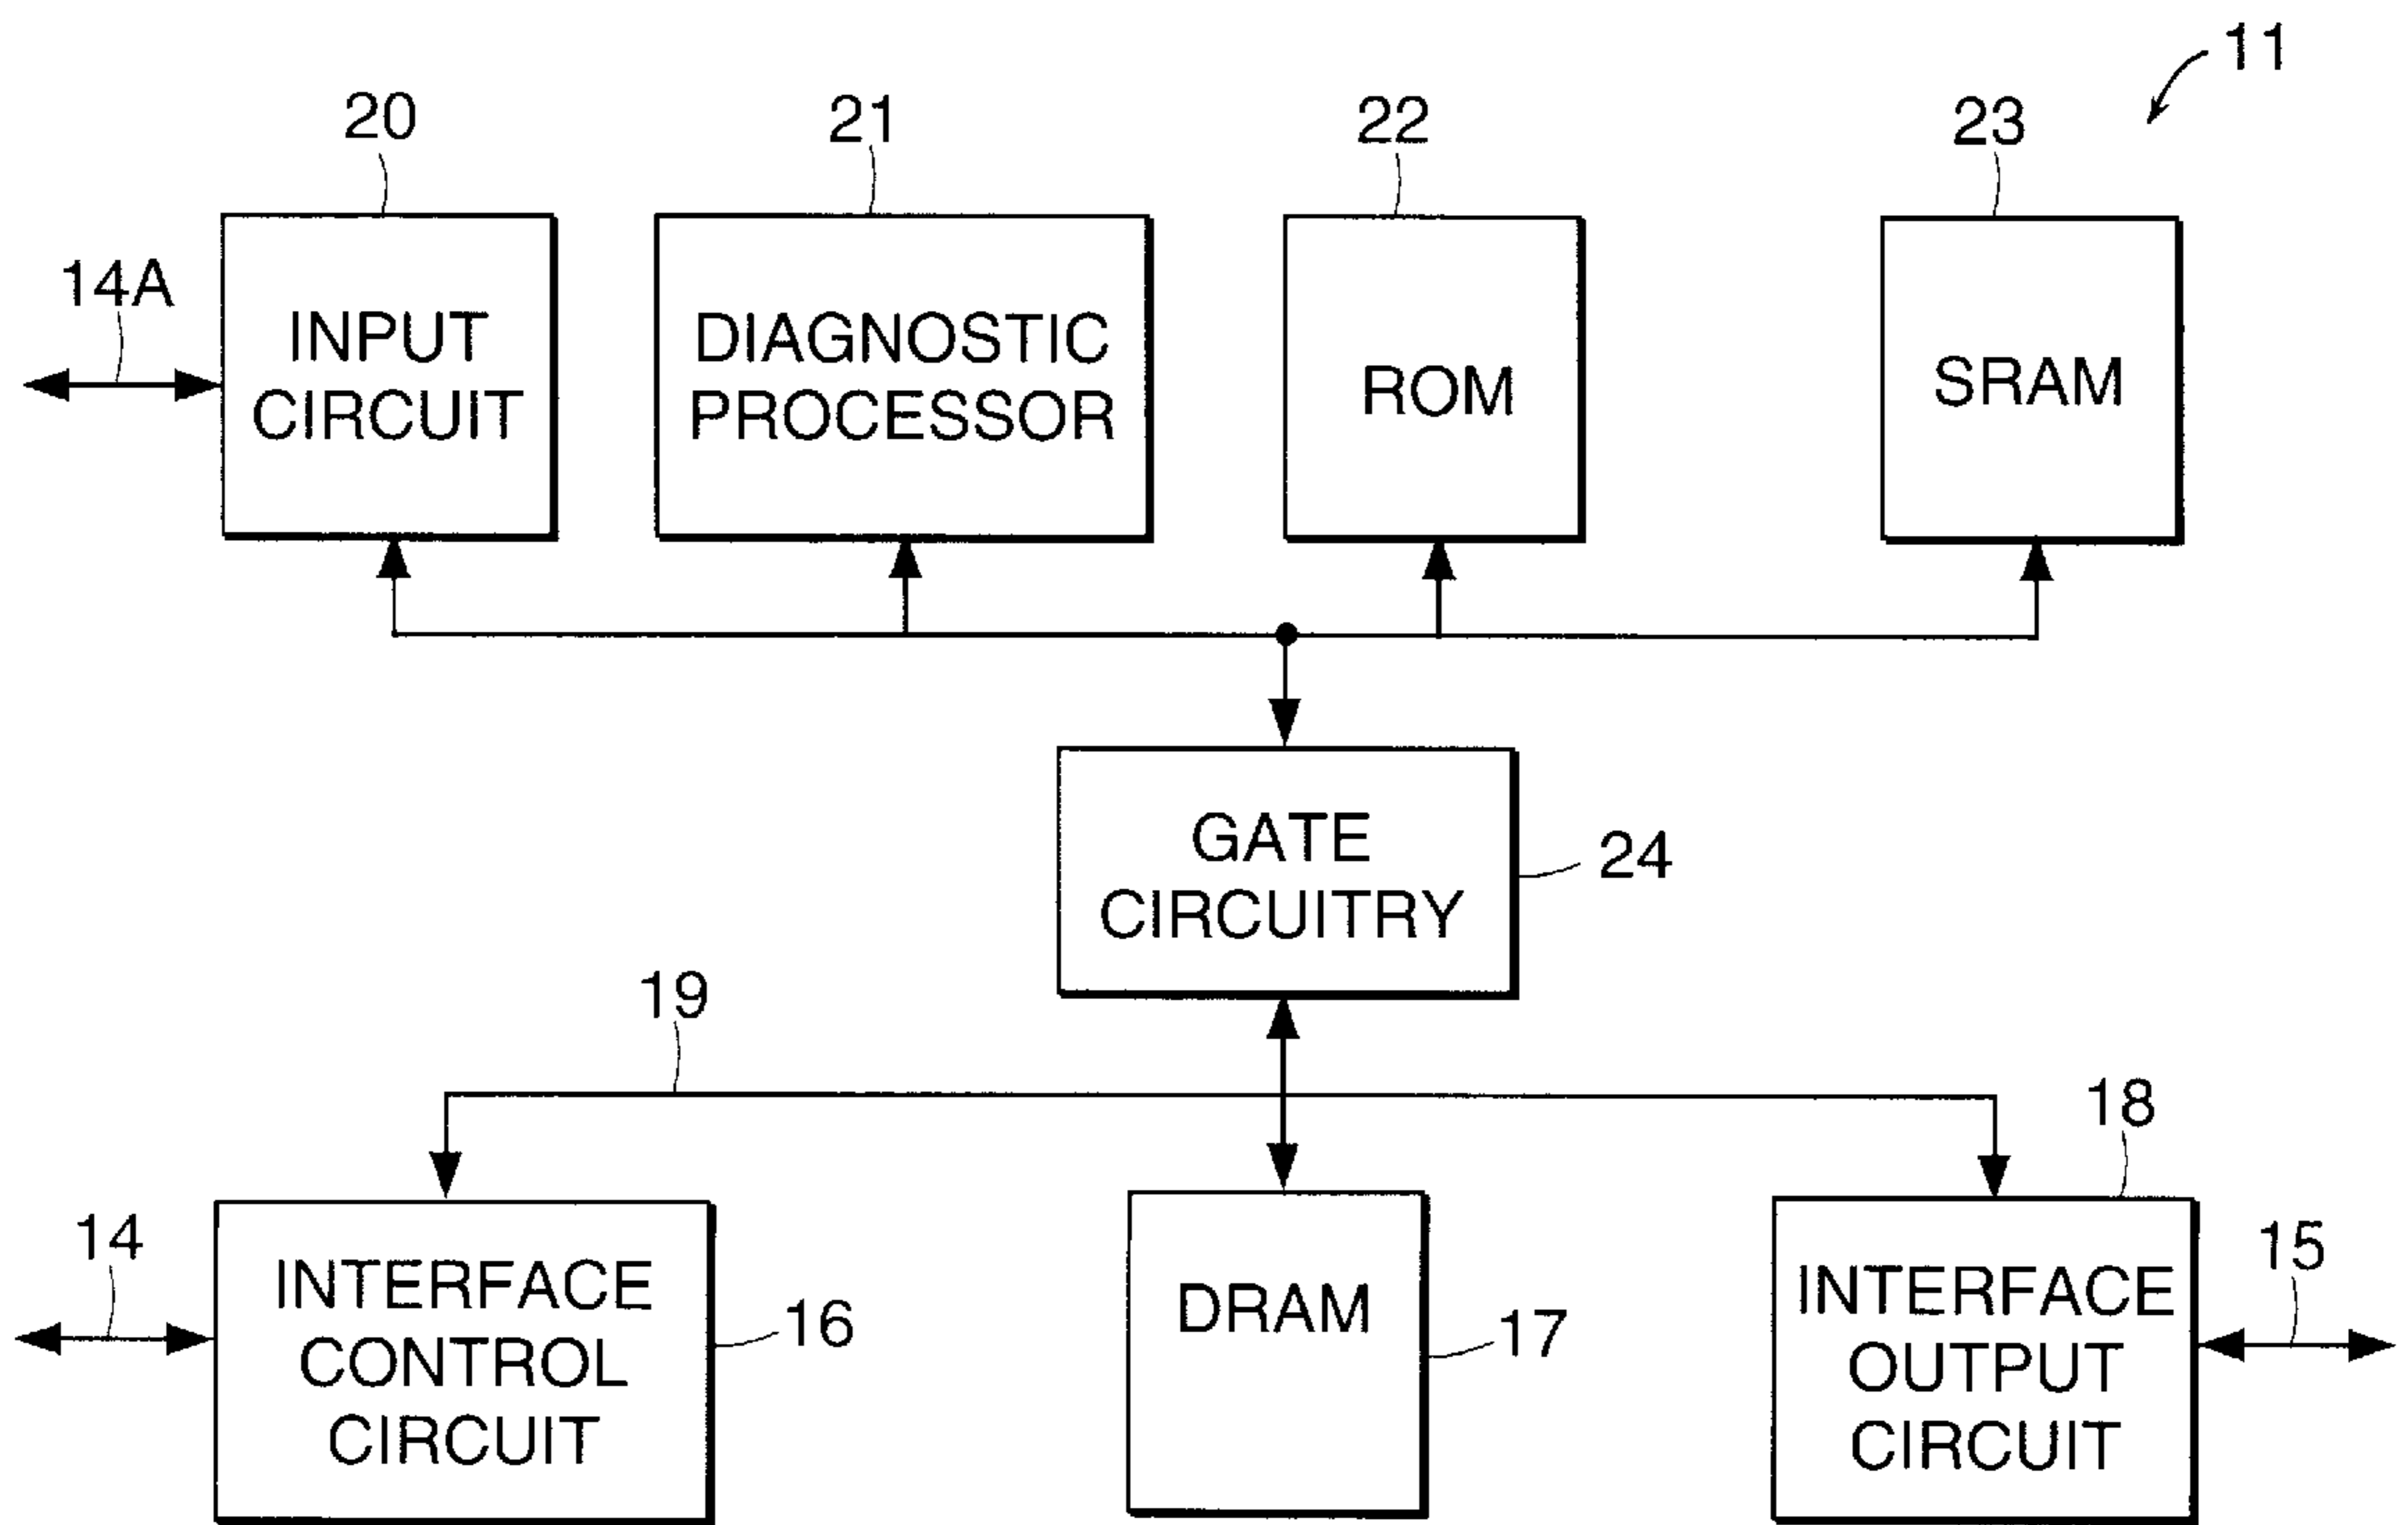 11
20
21
22
23
14A
INPUT
CIRCUIT
DIAGNOSTIC
PROCESSOR
ROM
SRAM
GATE
CIRCUITRY
24
19
18
14
INTERFACE
CONTROL
CIRCUIT
16
DRAM
17
INTERFACE
OUTPUT
CIRCUIT
15